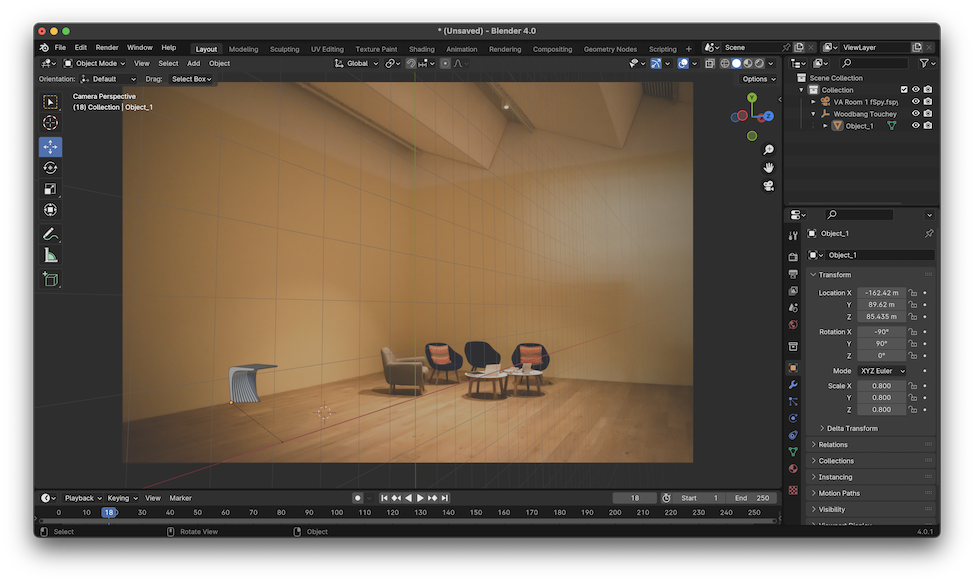 * (Unsaved) - Blender 4.0
File Edit Render Window Help Layout Modeling Sculpting UV Editing Texture Paint Shading Animation Rendering Compositing Geometry Nodes Scripting + Scene ViewLayer
Object Mode View Select Add Object Global
Orientation: Default Drag: Select Box Options
Camera Perspective
(18) Collection | Object_1
Y
Z
Scene Collection
Collection
VA Room 1 fSpy.fspy
Woodbang Touchey
Object_1
Object_1
Object_1
Transform
Location X -162.42 m
Y 89.62 m
Z 85.435 m
Rotation X -90°
Y 90°
Z 0°
Mode XYZ Euler
Scale X 0.800
Y 0.800
Z 0.800
Delta Transform
Relations
Collections
Instancing
Motion Paths
Visibility
Viewport Display
Playback Keying View Marker 18 Start 1 End 250
0 10 18 30 40 50 60 70 80 90 100 110 120 130 140 150 160 170 180 190 200 210 220 230 240 250
Select Rotate View Object 4.0.1